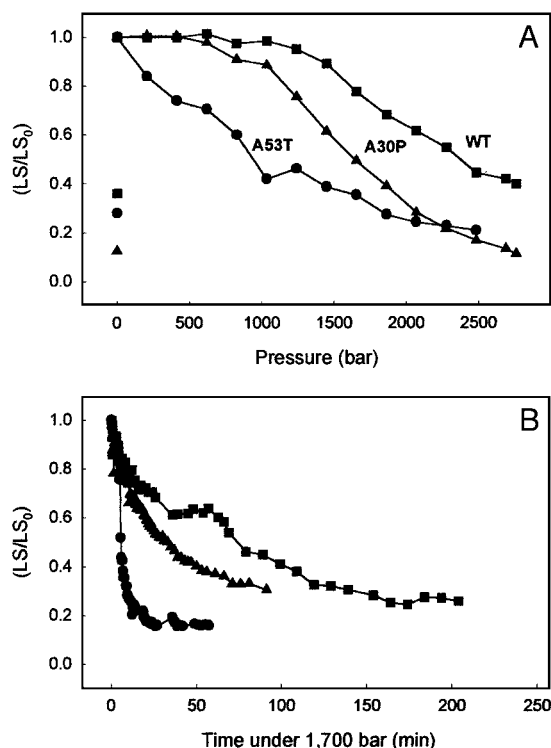 A
1.0
0.8
0.6
0.4
0.2
0.0
(LS/LS0)
A53T
A30P
WT
0 500 1000 1500 2000 2500
Pressure (bar)
B
1.0
0.8
0.6
0.4
0.2
0.0
(LS/LS0)
0 50 100 150 200 250
Time under 1,700 bar (min)